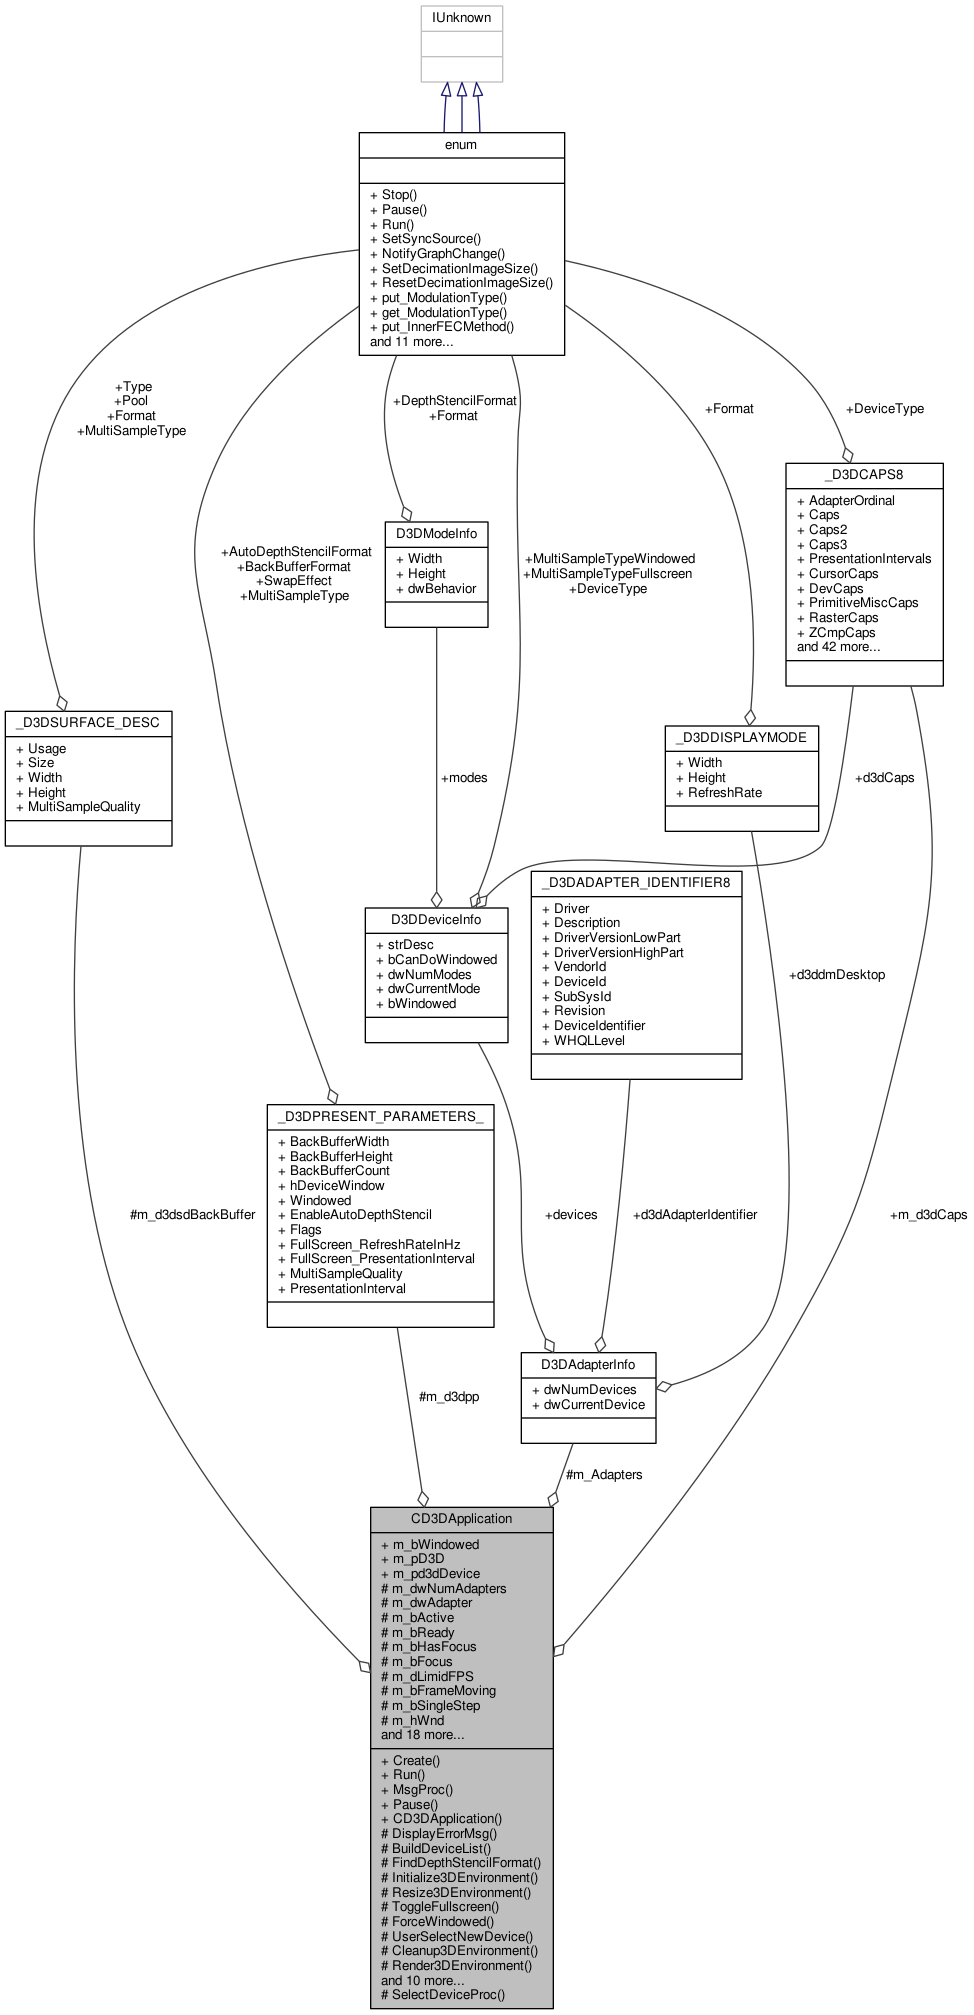 IUnknown
enum
+ Stop()
+ Pause()
+ Run()
+ SetSyncSource()
+ NotifyGraphChange()
+ SetDecimationImageSize()
+ ResetDecimationImageSize()
+ put_ModulationType()
+ get_ModulationType()
+ put_InnerFECMethod()
and 11 more...
+Type
+Pool
+Format
+MultiSampleType
+DepthStencilFormat
+Format
+Format
+DeviceType
_D3DCAPS8
+ AdapterOrdinal
+ Caps
+ Caps2
+ Caps3
+ PresentationIntervals
+ CursorCaps
+ DevCaps
+ PrimitiveMiscCaps
+ RasterCaps
+ ZCmpCaps
and 42 more...
D3DModeInfo
+ Width
+ Height
+ dwBehavior
+AutoDepthStencilFormat
+BackBufferFormat
+SwapEffect
+MultiSampleType
+MultiSampleTypeWindowed
+MultiSampleTypeFullscreen
+DeviceType
_D3DSURFACE_DESC
+ Usage
+ Size
+ Width
+ Height
+ MultiSampleQuality
_D3DDISPLAYMODE
+ Width
+ Height
+ RefreshRate
+modes
+d3dCaps
D3DDeviceInfo
+ strDesc
+ bCanDoWindowed
+ dwNumModes
+ dwCurrentMode
+ bWindowed
_D3DADAPTER_IDENTIFIER8
+ Driver
+ Description
+ DriverVersionLowPart
+ DriverVersionHighPart
+ VendorId
+ DeviceId
+ SubSysId
+ Revision
+ DeviceIdentifier
+ WHQLLevel
+d3ddmDesktop
_D3DPRESENT_PARAMETERS_
+ BackBufferWidth
+ BackBufferHeight
+ BackBufferCount
+ hDeviceWindow
+ Windowed
+ EnableAutoDepthStencil
+ Flags
+ FullScreen_RefreshRateInHz
+ FullScreen_PresentationInterval
+ MultiSampleQuality
+ PresentationInterval
#m_d3dsdBackBuffer
+devices
+d3dAdapterIdentifier
+m_d3dCaps
D3DAdapterInfo
+ dwNumDevices
+ dwCurrentDevice
#m_d3dpp
#m_Adapters
CD3DApplication
+ m_bWindowed
+ m_pD3D
+ m_pd3dDevice
# m_dwNumAdapters
# m_dwAdapter
# m_bActive
# m_bReady
# m_bHasFocus
# m_bFocus
# m_dLimidFPS
# m_bFrameMoving
# m_bSingleStep
# m_hWnd
and 18 more...
+ Create()
+ Run()
+ MsgProc()
+ Pause()
+ CD3DApplication()
# DisplayErrorMsg()
# BuildDeviceList()
# FindDepthStencilFormat()
# Initialize3DEnvironment()
# Resize3DEnvironment()
# ToggleFullscreen()
# ForceWindowed()
# UserSelectNewDevice()
# Cleanup3DEnvironment()
# Render3DEnvironment()
and 10 more...
# SelectDeviceProc()